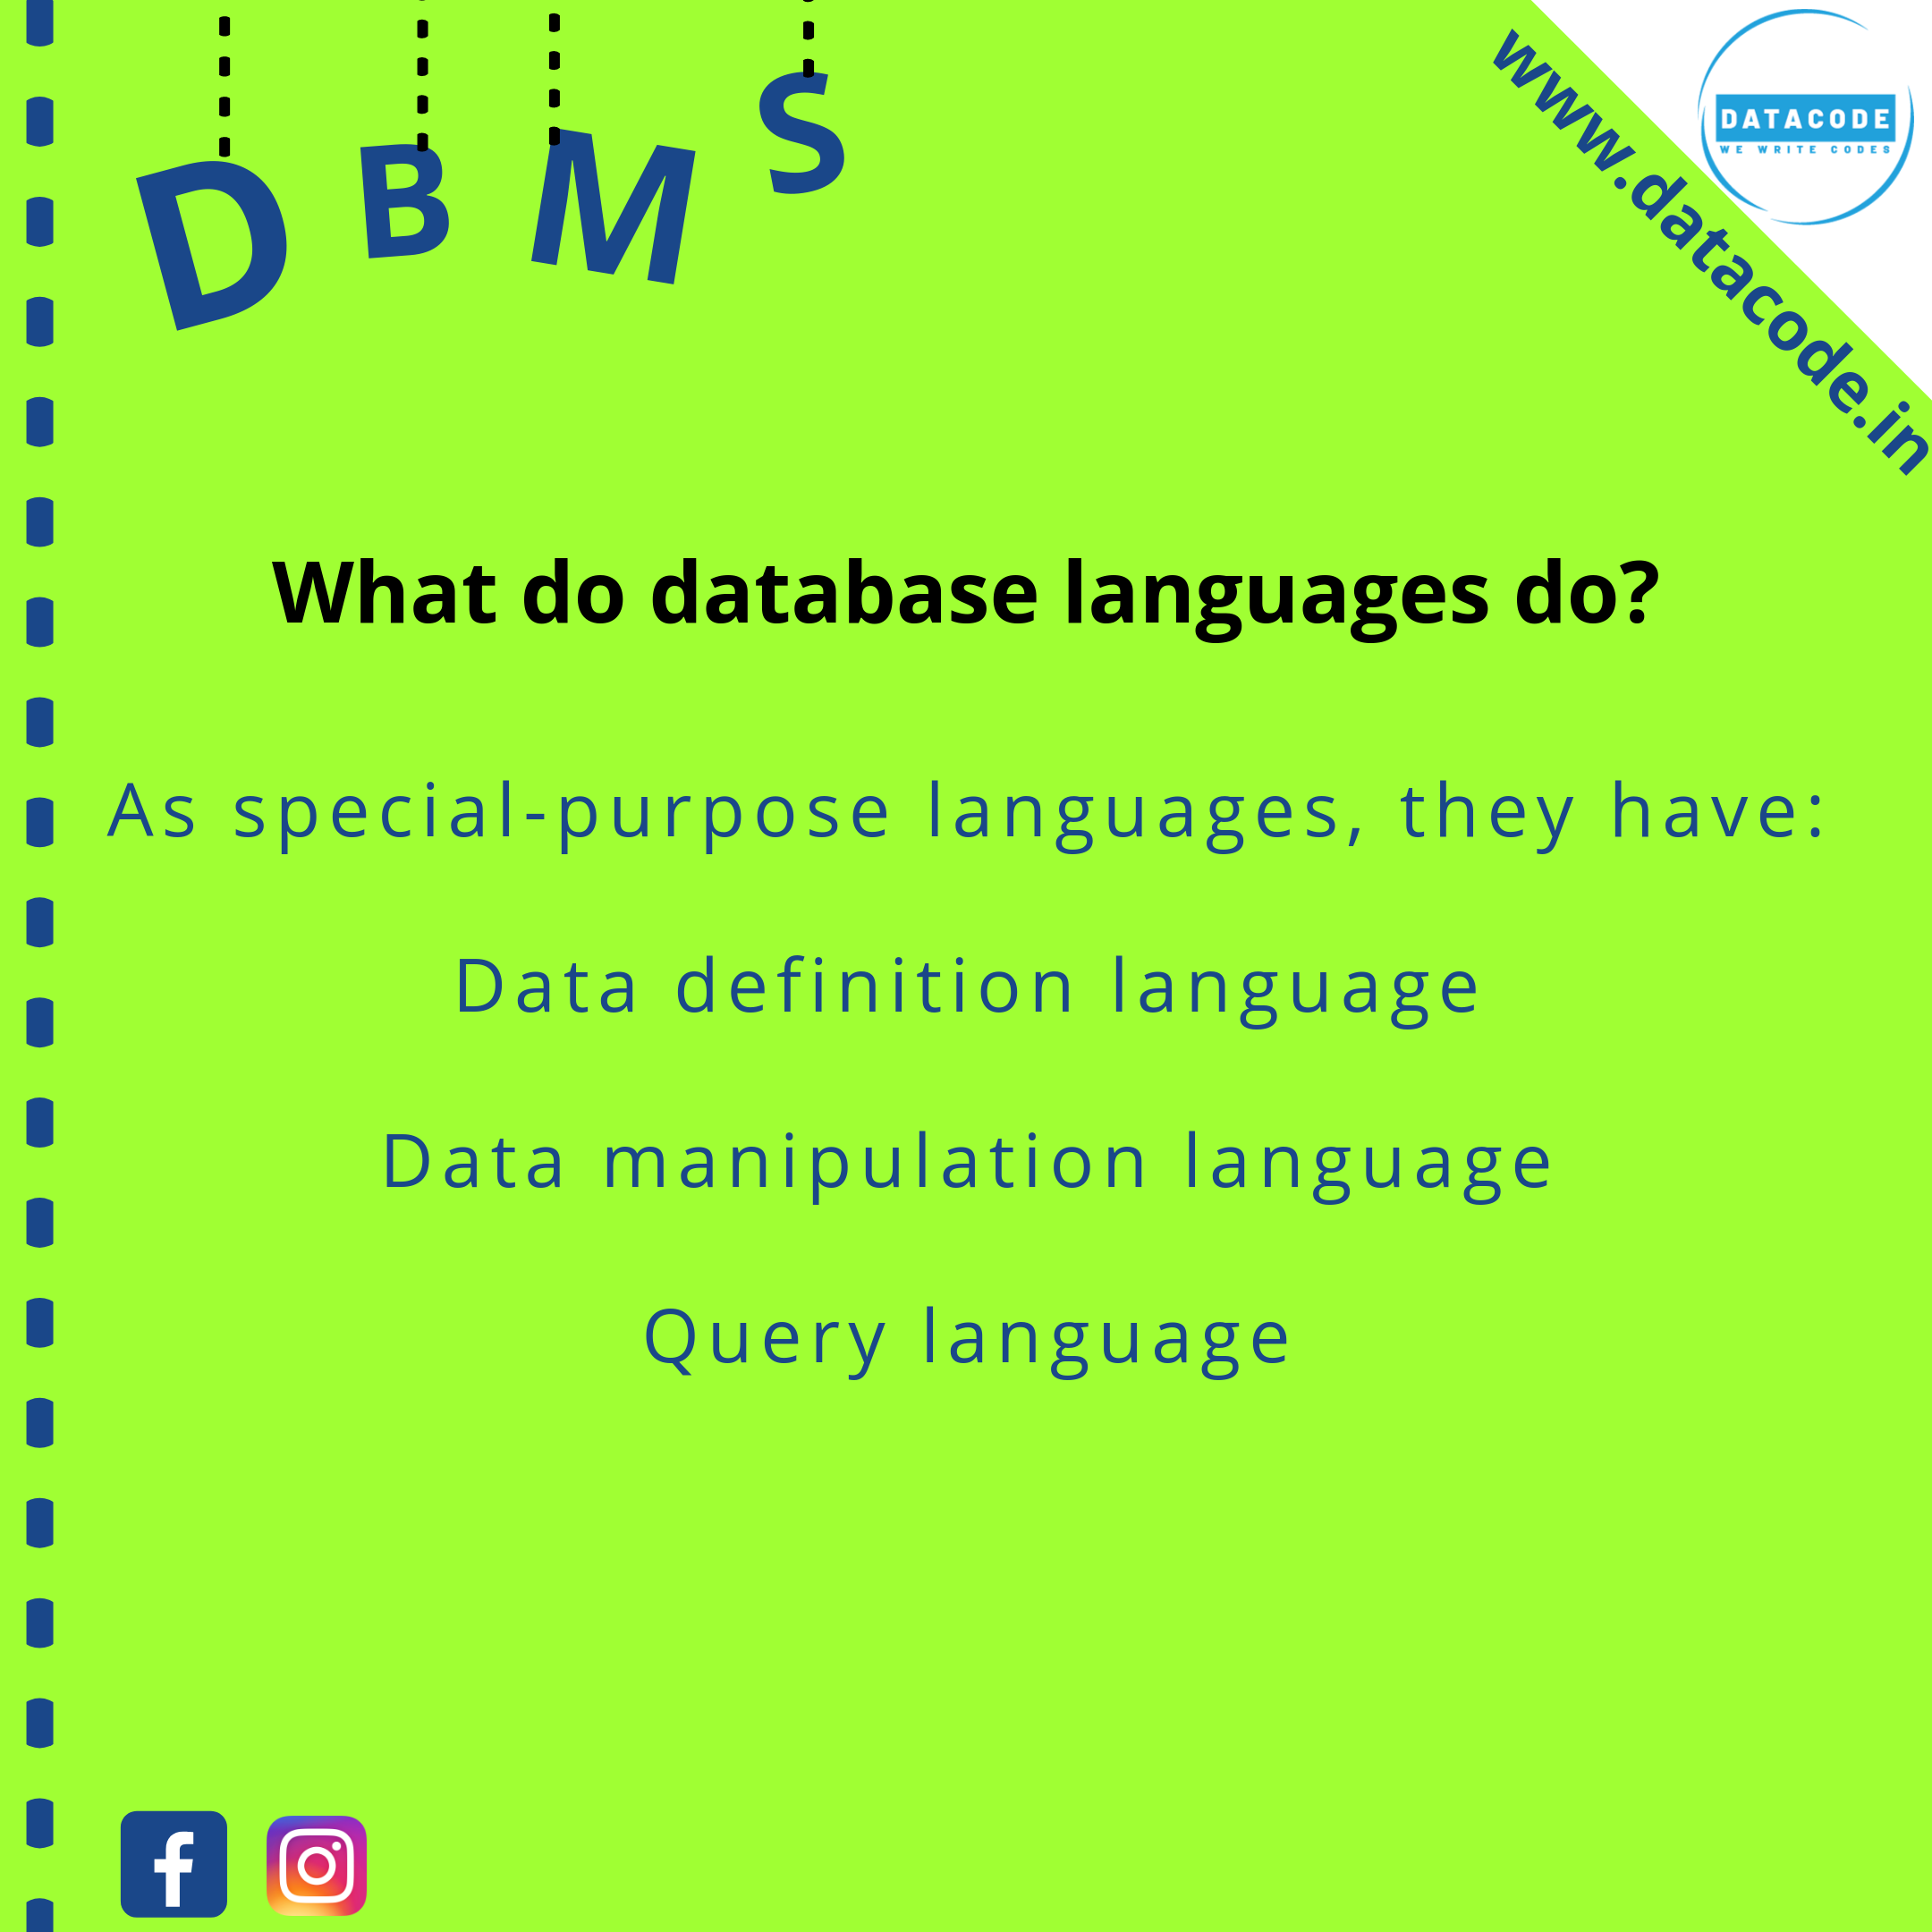 D B M S
www.datacode.in
DATACODE
WE WRITE CODES
What do database languages do?
As special-purpose languages, they have:
Data definition language
Data manipulation language
Query language